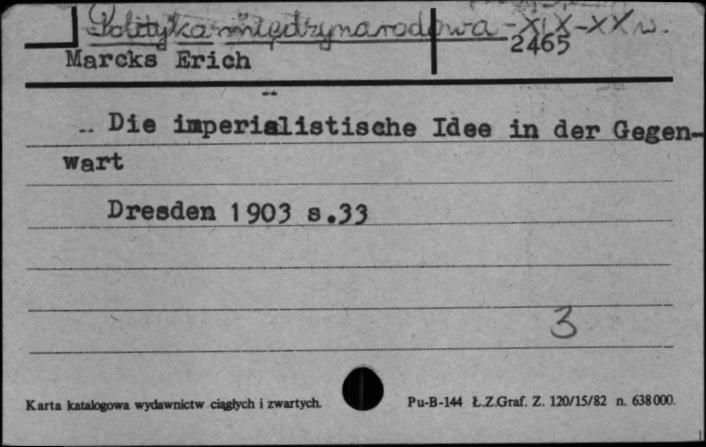 Polityka międzynarodowa - XIX-XX w.
2465
Marcks Erich
.. Die imperialistische Idee in der Gegen-
wart
Dresden 1903 s.33
3
Karta katalogowa wydawnictw ciągłych i zwartych.
Pu-B-144 Ł.Z.Graf. Z. 120/15/82 n. 638000.